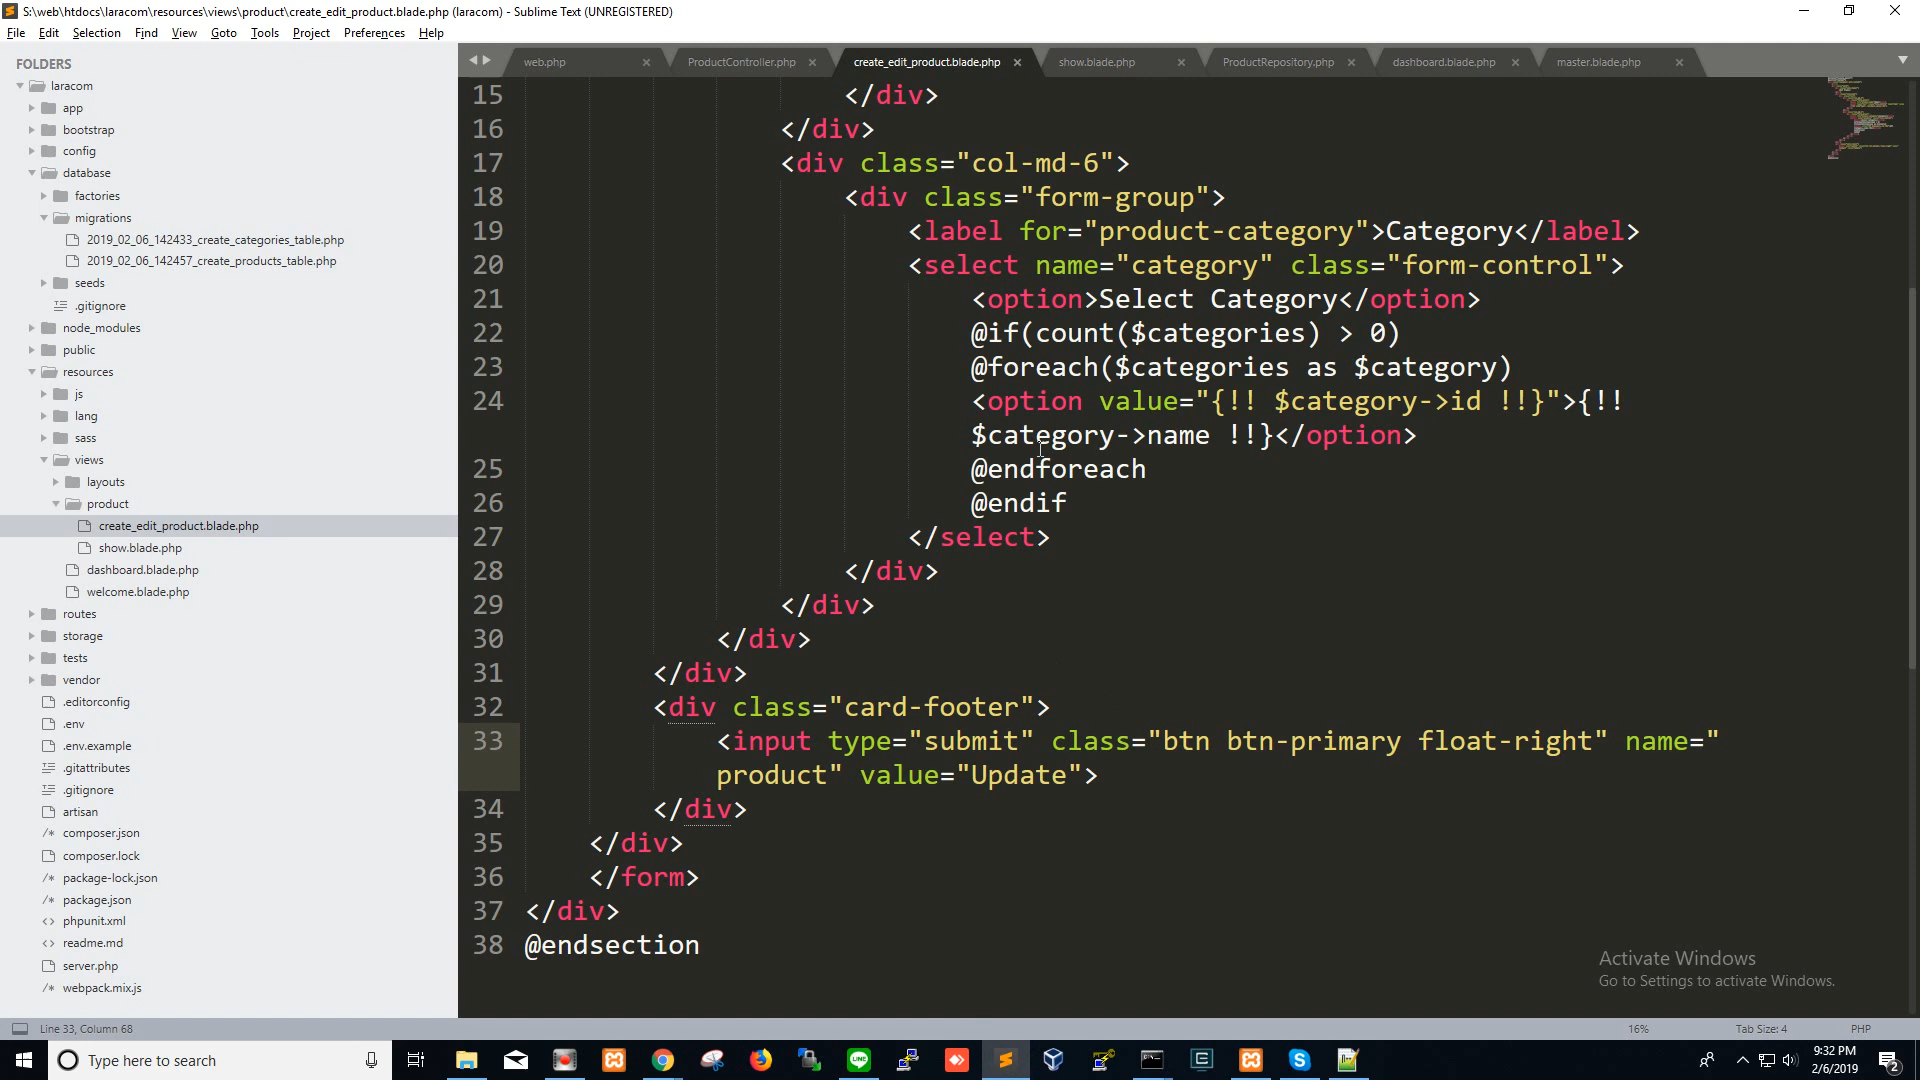 S:\web\htdocs\laracom\resources\views\product\create_edit_product.blade.php (laracom) - Sublime Text (UNREGISTERED)
File Edit Selection Find View Goto Tools Project Preferences Help
FOLDERS
laracom
app
bootstrap
config
database
factories
migrations
2019_02_06_142433_create_categories_table.php
2019_02_06_142457_create_products_table.php
seeds
.gitignore
node_modules
public
resources
js
lang
sass
views
layouts
product
create_edit_product.blade.php
show.blade.php
dashboard.blade.php
welcome.blade.php
routes
storage
tests
vendor
.editorconfig
.env
.env.example
.gitattributes
.gitignore
artisan
/* composer.json
composer.lock
/* package-lock.json
/* package.json
<> phpunit.xml
<> readme.md
server.php
/* webpack.mix.js
web.php ProductController.php create_edit_product.blade.php show.blade.php ProductRepository.php dashboard.blade.php master.blade.php
15 </div>
16 </div>
17 <div class="col-md-6">
18 <div class="form-group">
19 <label for="product-category">Category</label>
20 <select name="category" class="form-control">
21 <option>Select Category</option>
22 @if(count($categories) > 0)
23 @foreach($categories as $category)
24 <option value="{!! $category->id !!}">{!!
$category->name !!}</option>
25 @endforeach
26 @endif
27 </select>
28 </div>
29 </div>
30 </div>
31 </div>
32 <div class="card-footer">
33 <input type="submit" class="btn btn-primary float-right" name="
product" value="Update">
34 </div>
35 </div>
36 </form>
37 </div>
38 @endsection
Activate Windows
Go to Settings to activate Windows.
Line 33, Column 68 16% Tab Size: 4 PHP
Type here to search
9:32 PM
2/6/2019
2